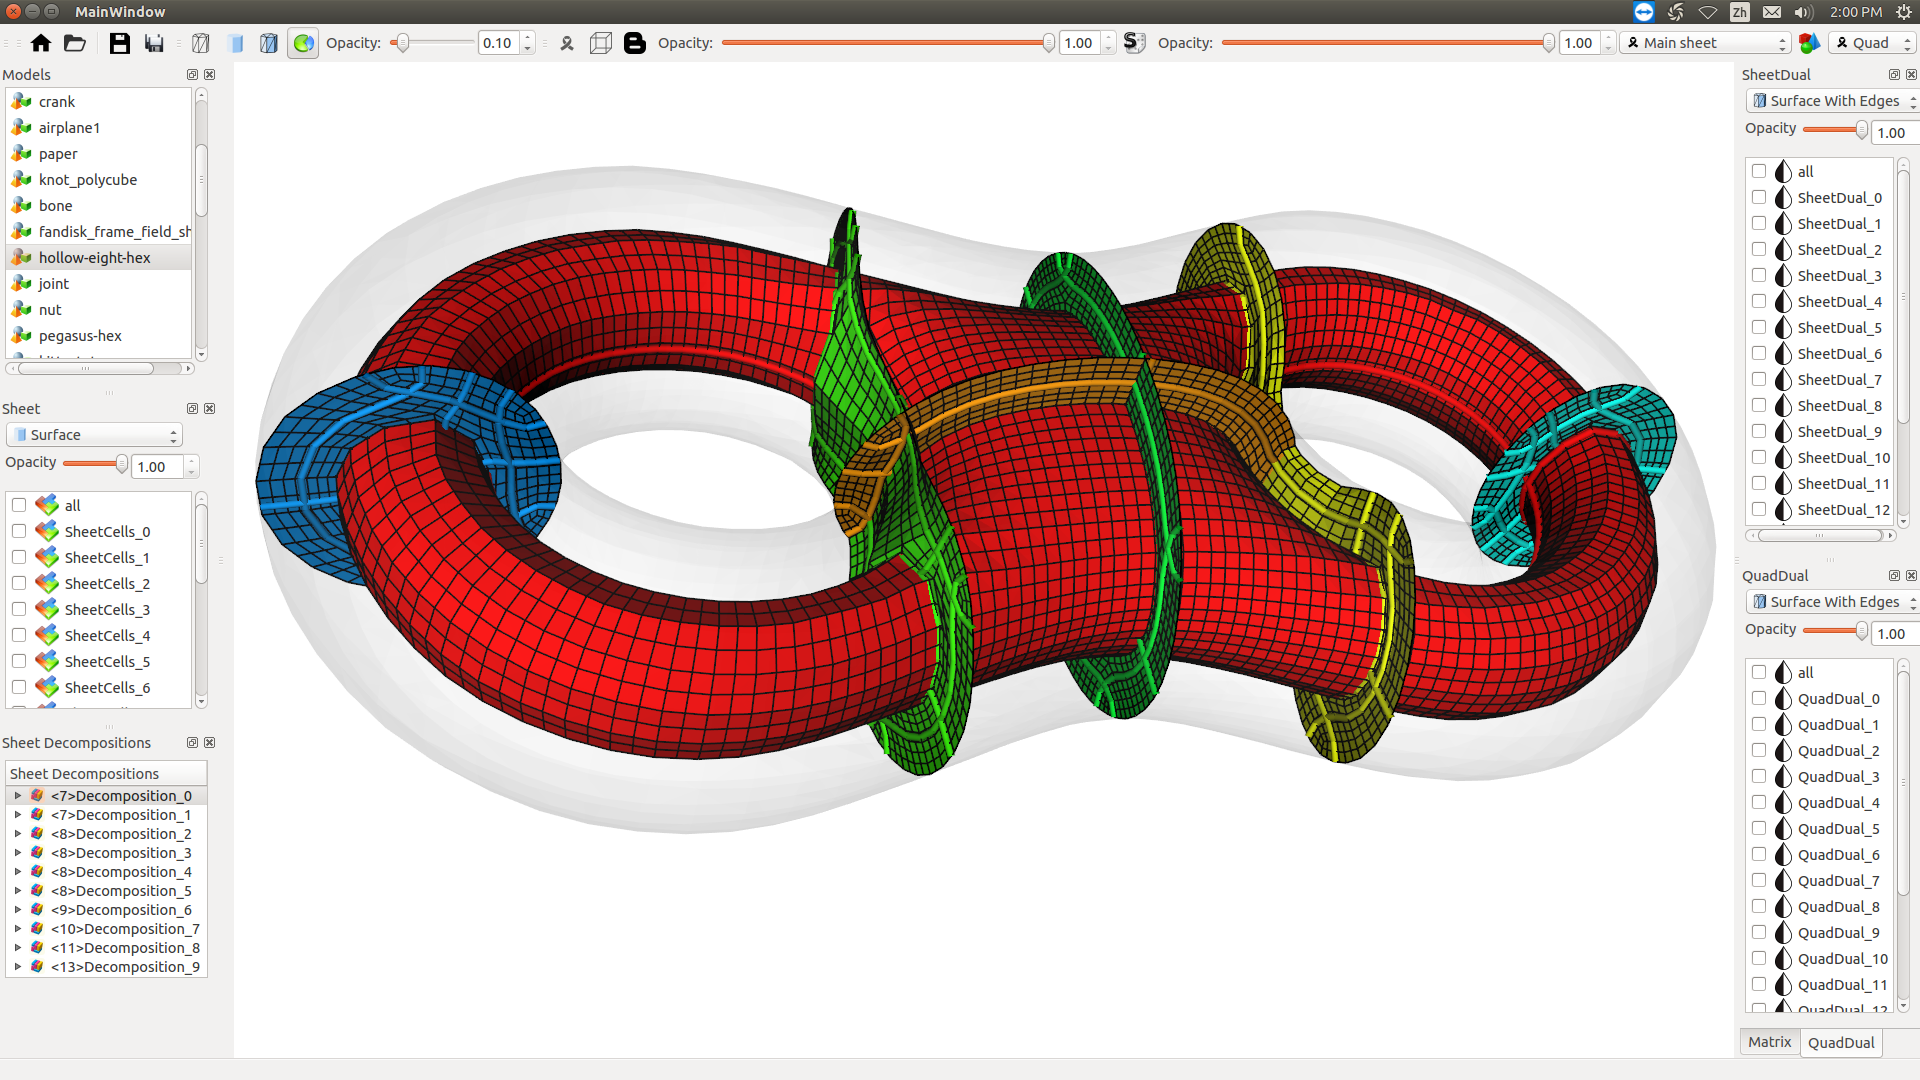 MainWindow
Zh
2:00 PM
Opacity:
0.10
Opacity:
1.00
Opacity:
1.00
Main sheet
Quad
Models
crank
airplane1
paper
knot_polycube
bone
fandisk_frame_field_sh
hollow-eight-hex
joint
nut
pegasus-hex
Sheet
Surface
Opacity
1.00
all
SheetCells_0
SheetCells_1
SheetCells_2
SheetCells_3
SheetCells_4
SheetCells_5
SheetCells_6
Sheet Decompositions
Sheet Decompositions
<7>Decomposition_0
<7>Decomposition_1
<8>Decomposition_2
<8>Decomposition_3
<8>Decomposition_4
<8>Decomposition_5
<9>Decomposition_6
<10>Decomposition_7
<11>Decomposition_8
<13>Decomposition_9
SheetDual
Surface With Edges
Opacity
1.00
all
SheetDual_0
SheetDual_1
SheetDual_2
SheetDual_3
SheetDual_4
SheetDual_5
SheetDual_6
SheetDual_7
SheetDual_8
SheetDual_9
SheetDual_10
SheetDual_11
SheetDual_12
QuadDual
Surface With Edges
Opacity
1.00
all
QuadDual_0
QuadDual_1
QuadDual_2
QuadDual_3
QuadDual_4
QuadDual_5
QuadDual_6
QuadDual_7
QuadDual_8
QuadDual_9
QuadDual_10
QuadDual_11
QuadDual_12
Matrix
QuadDual